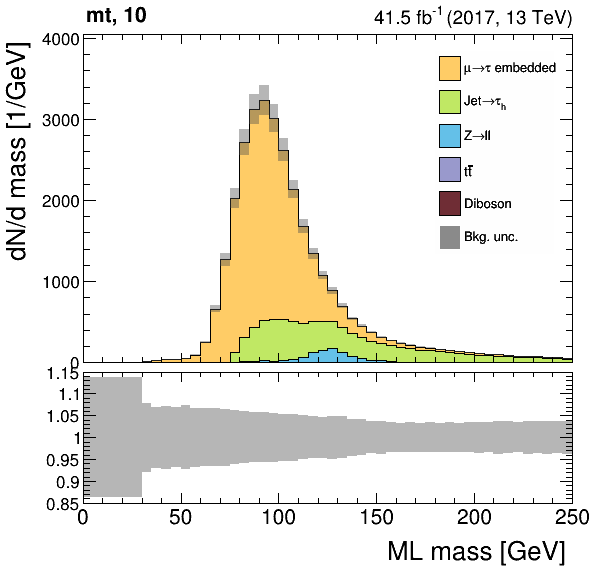 mt, 10
41.5 fb⁻¹ (2017, 13 TeV)
dN/d mass [1/GeV]
4000
3000
2000
1000
0
μ→τ embedded
Jet→τₕ
Z→ll
tt̄
Diboson
Bkg. unc.
1.15
1.1
1.05
1
0.95
0.9
0.85
0 50 100 150 200 250
ML mass [GeV]